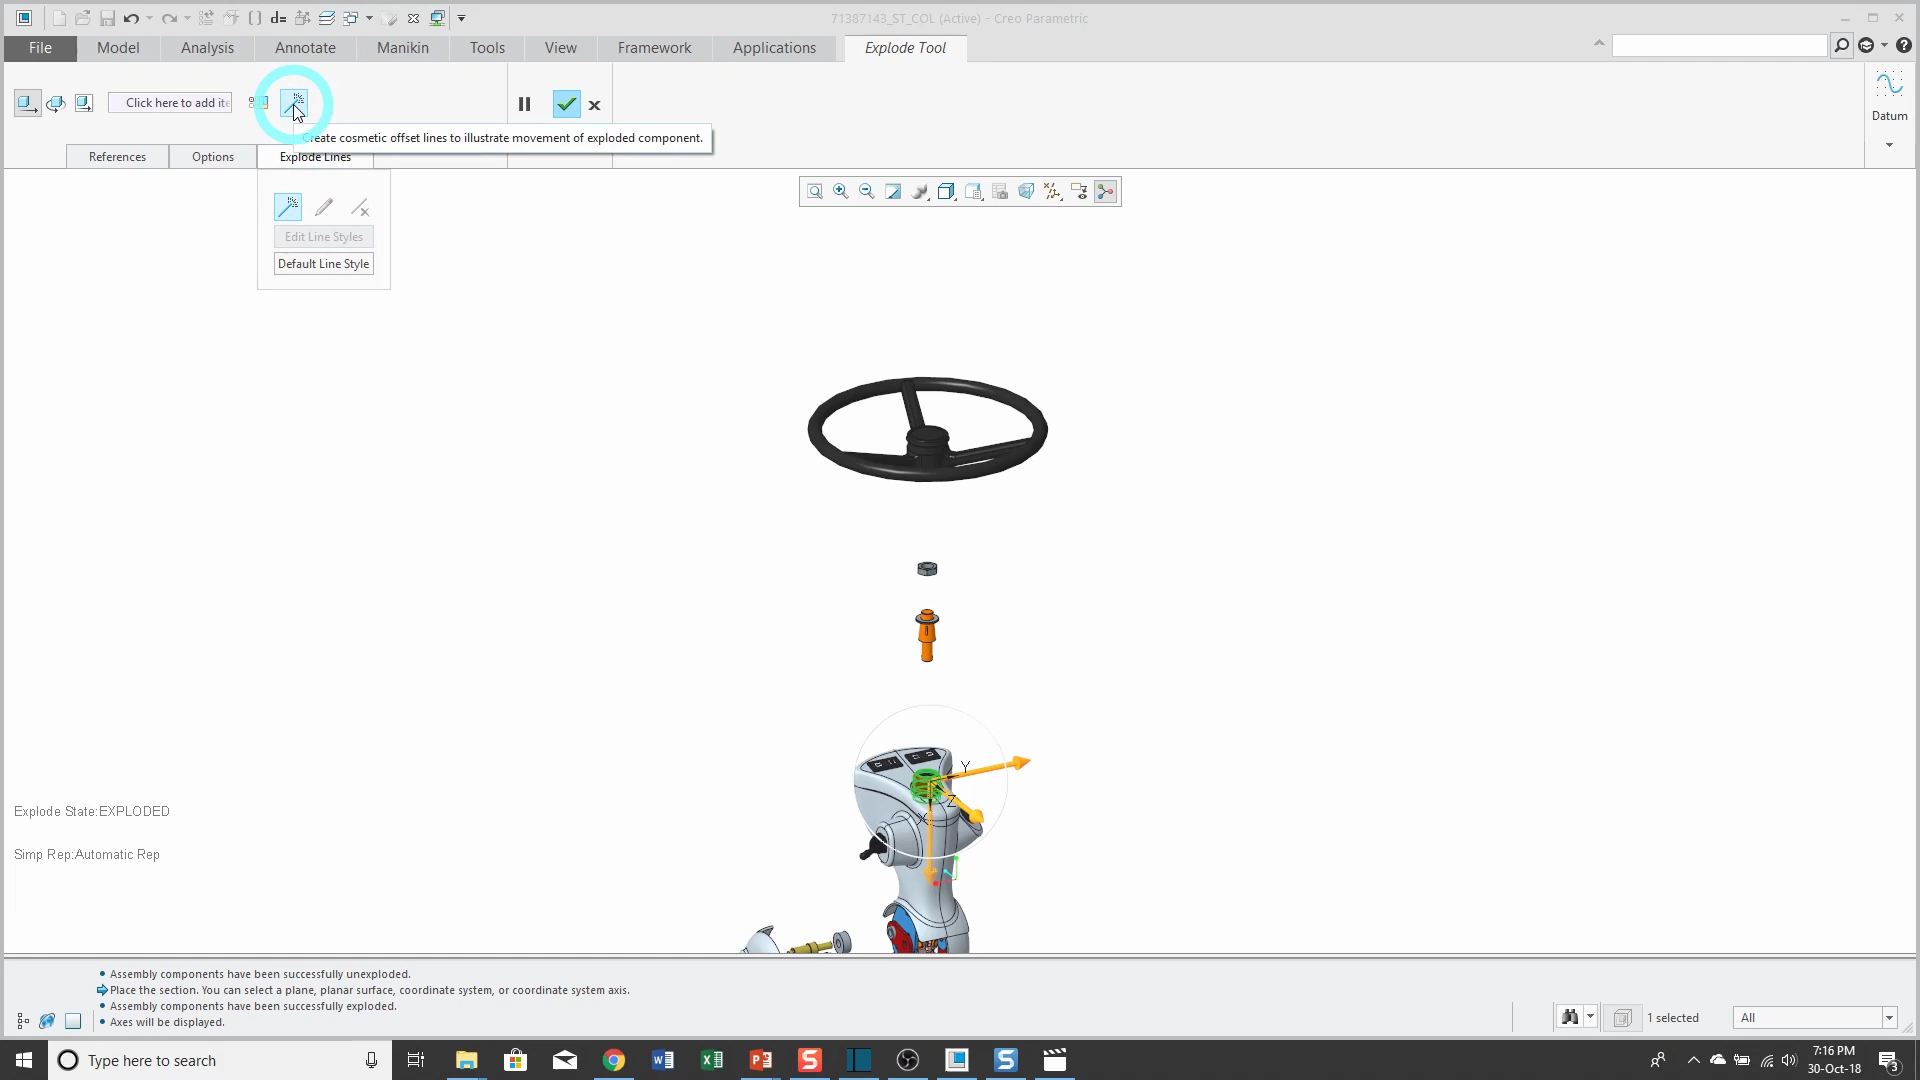 71387143_ST_COL (Active) - Creo Parametric
d=
File
Model
Analysis
Annotate
Manikin
Tools
View
Framework
Applications
Explode Tool
Click here to add ite
Create cosmetic offset lines to illustrate movement of exploded component.
Datum
References
Options
Explode Lines
Edit Line Styles
Default Line Style
Y
Z
X
Explode State:EXPLODED
Simp Rep:Automatic Rep
Assembly components have been successfully unexploded.
Place the section. You can select a plane, planar surface, coordinate system, or coordinate system axis.
Assembly components have been successfully exploded.
Axes will be displayed.
1 selected
All
Type here to search
7:16 PM
30-Oct-18
3